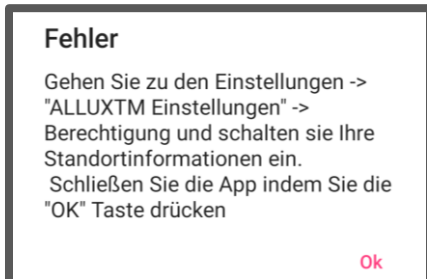 Fehler
Gehen Sie zu den Einstellungen ->
"ALLUXTM Einstellungen" ->
Berechtigung und schalten sie Ihre
Standortinformationen ein.
Schließen Sie die App indem Sie die
"OK" Taste drücken
Ok